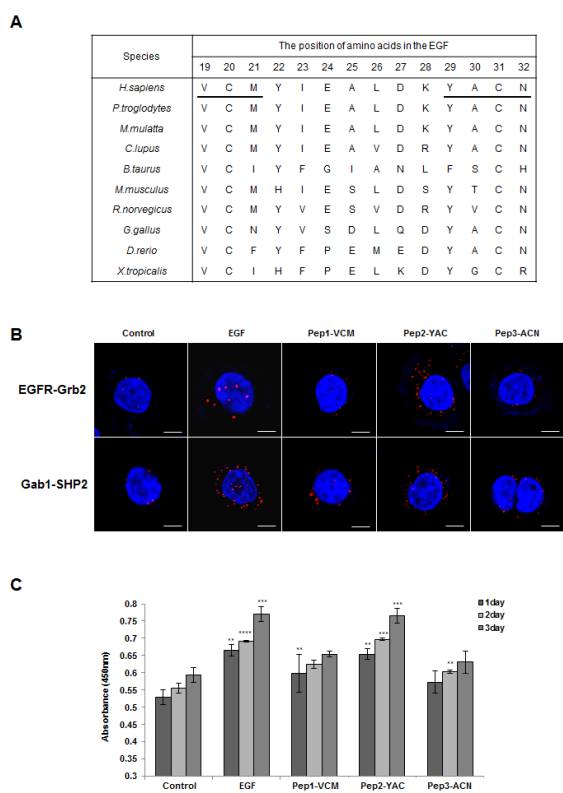 A
Species The position of amino acids in the EGF
19 20 21 22 23 24 25 26 27 28 29 30 31 32
H.sapiens V C M Y I E A L D K Y A C N
P.troglodytes V C M Y I E A L D K Y A C N
M.mulatta V C M Y I E A L D K Y A C N
C.lupus V C M Y I E A V D R Y A C N
B.taurus V C I Y F G I A N L F S C H
M.musculus V C M H I E S L D S Y T C N
R.norvegicus V C M Y V E S V D R Y V C N
G.gallus V C N Y V S D L Q D Y A C N
D.rerio V C F Y F P E M E D Y A C N
X.tropicalis V C I H F P E L K D Y G C R
B
Control EGF Pep1-VCM Pep2-YAC Pep3-ACN
EGFR-Grb2
Gab1-SHP2
C
Absorbance (450nm)
0.8
0.75
0.7
0.65
0.6
0.55
0.5
0.45
0.4
0.35
0.3
** **** ***
**
** *** ***
**
1day
2day
3day
Control EGF Pep1-VCM Pep2-YAC Pep3-ACN